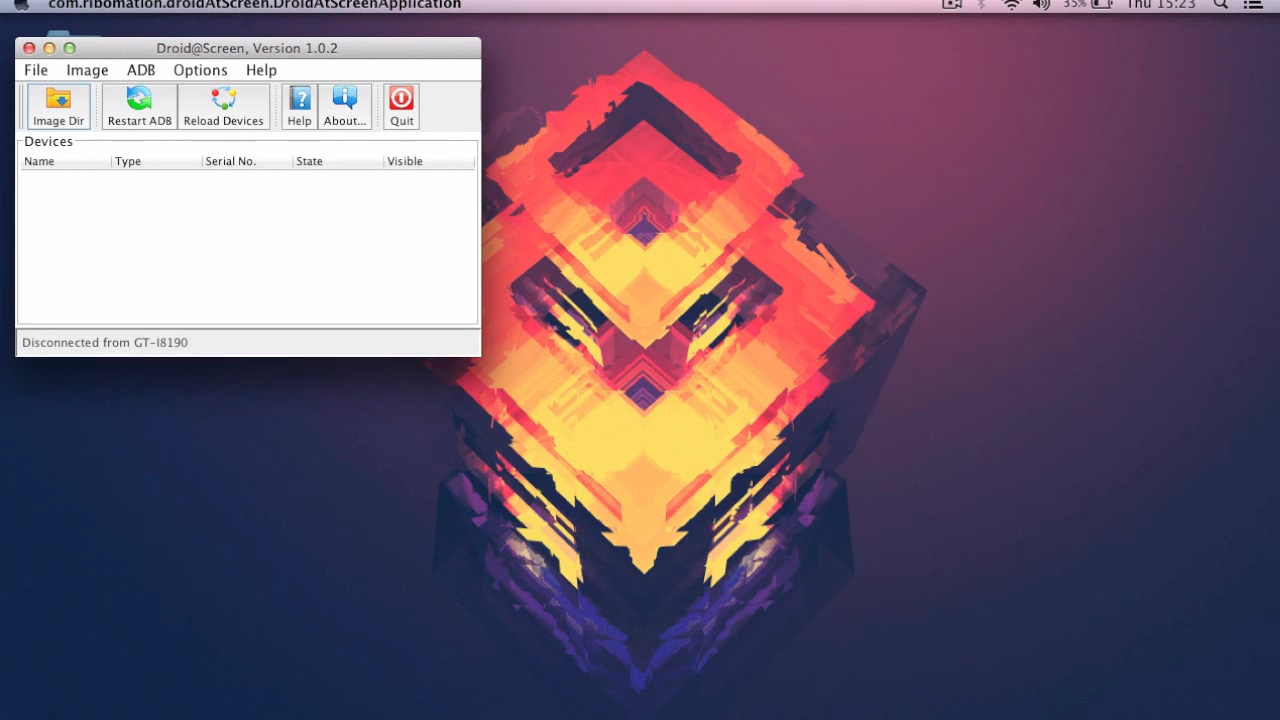 com.ribomation.droidAtScreen.DroidAtScreenApplication
35%
Thu 15:23
Droid@Screen, Version 1.0.2
File Image ADB Options Help
Image Dir Restart ADB Reload Devices Help About... Quit
Devices
Name Type Serial No. State Visible
Disconnected from GT-I8190